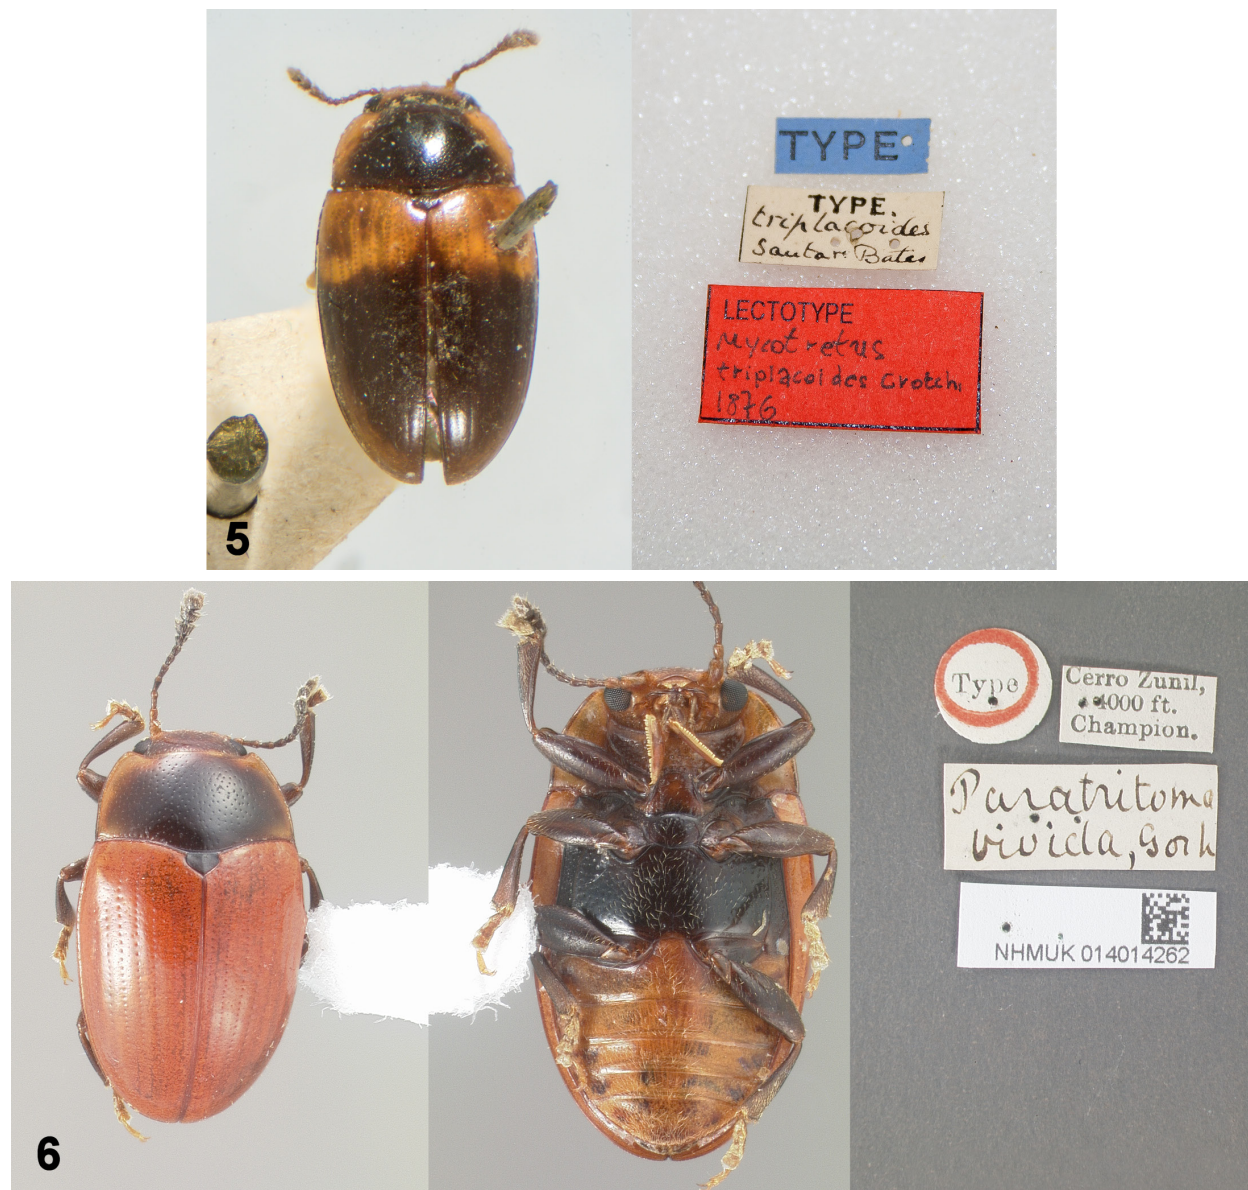 TYPE
TYPE.
triplacoides
Santar. Bates
LECTOTYPE
Mycotretus
triplacoides Crotch,
1876
5
Type
Cerro Zunil,
4000 ft.
Champion.
Paratritoma
vivida, Gorh
NHMUK 014014262
6